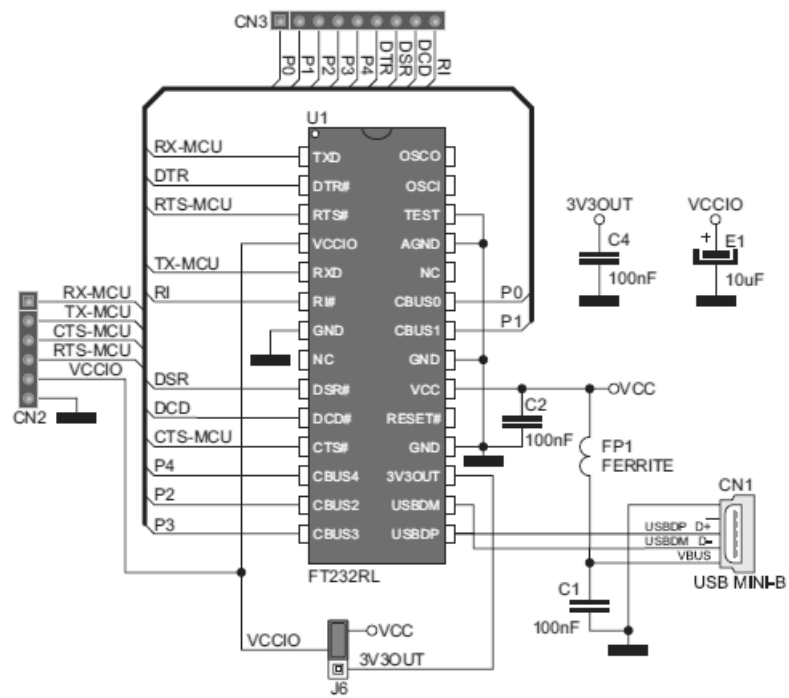 CN3
P0 P1 P2 P3 P4 DTR DSR DCD RI
U1
RX-MCU TXD OSCO
DTR DTR# OSCI
RTS-MCU RTS# TEST
VCCIO AGND
TX-MCU RXD NC
RI RI# CBUS0 P0
GND CBUS1 P1
NC GND
DSR DSR# VCC VCC
DCD DCD# RESET#
CTS-MCU CTS# GND
P4 CBUS4 3V3OUT
P2 CBUS2 USBDM
P3 CBUS3 USBDP
FT232RL
3V3OUT
C4
100nF
VCCIO
+ E1
10uF
RX-MCU
TX-MCU
CTS-MCU
RTS-MCU
VCCIO
CN2
C2
100nF
FP1
FERRITE
CN1
USBDP D+
USBDM D-
VBUS
USB MINI-B
C1
100nF
VCCIO
VCC
3V3OUT
J6